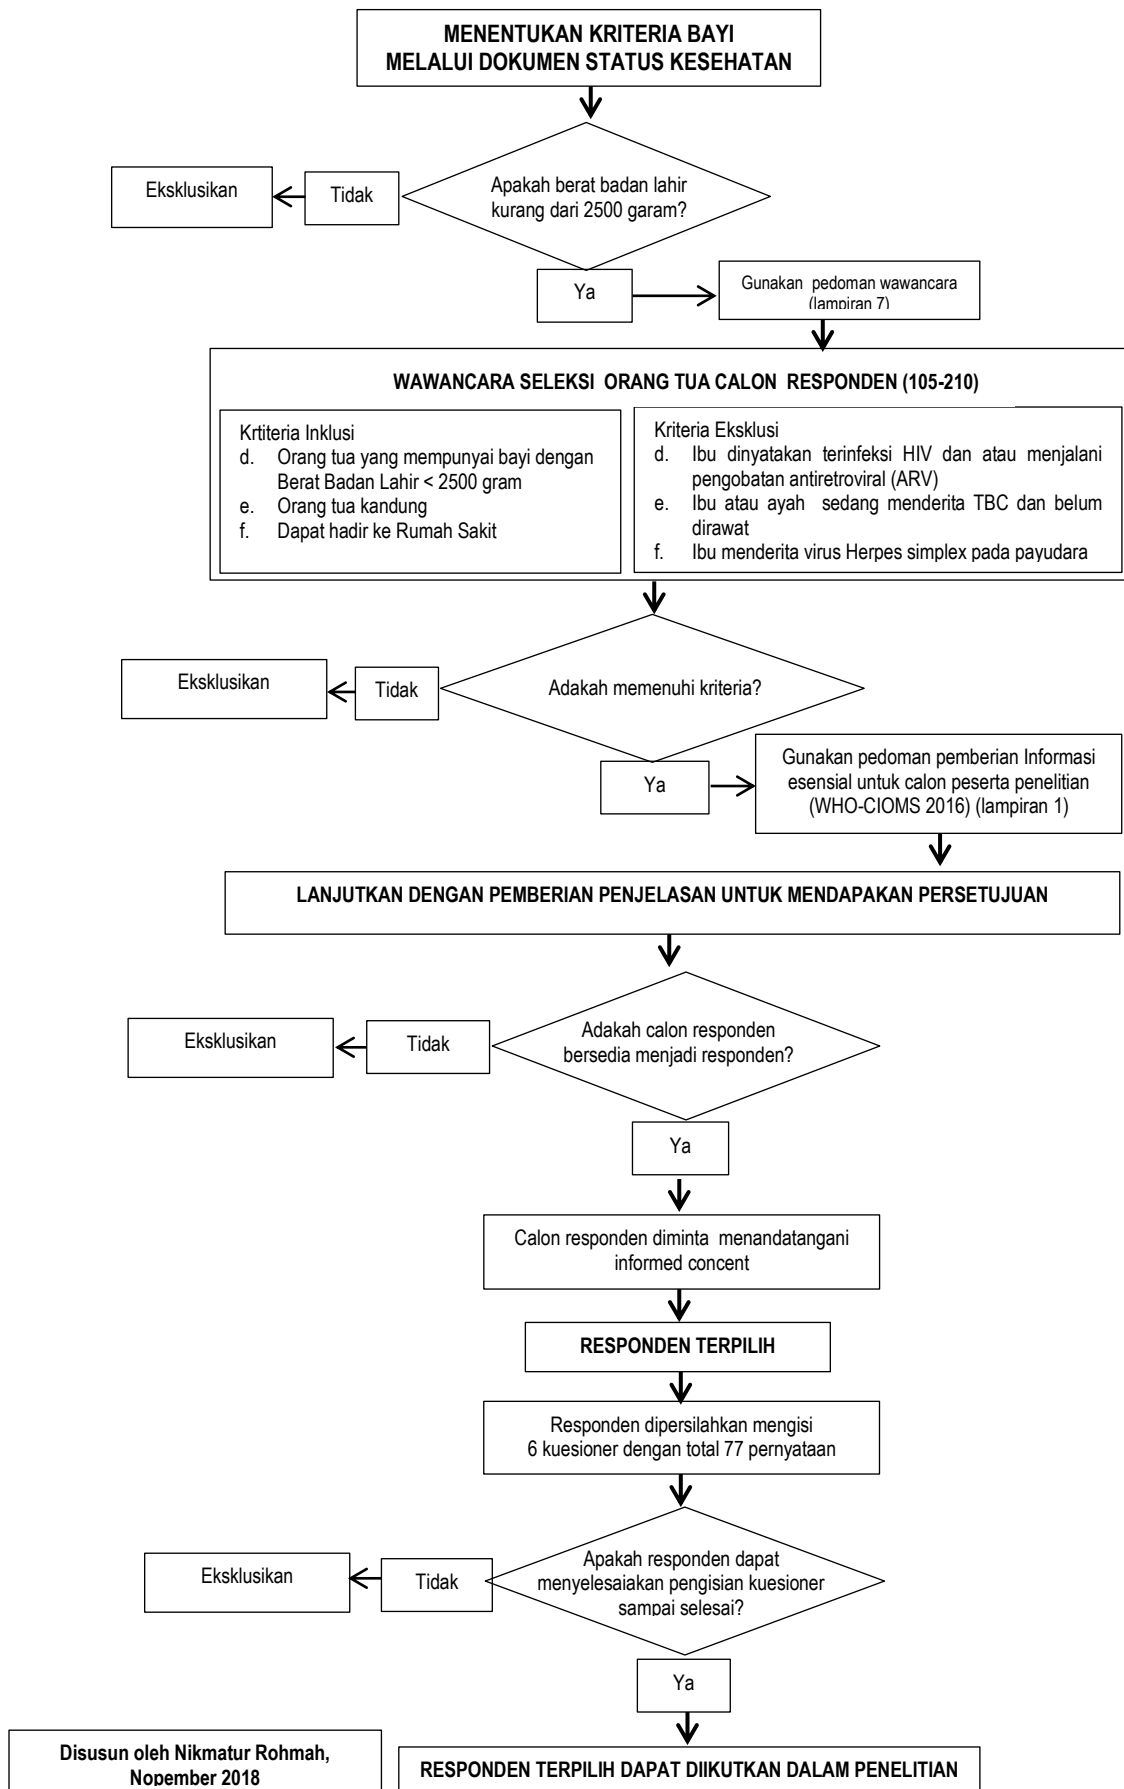 MENENTUKAN KRITERIA BAYI
MELALUI DOKUMEN STATUS KESEHATAN
Apakah berat badan lahir
kurang dari 2500 garam?
Tidak
Eksklusikan
Ya
Gunakan pedoman wawancara
(lampiran 7)
WAWANCARA SELEKSI ORANG TUA CALON RESPONDEN (105-210)
Krtiteria Inklusi
d. Orang tua yang mempunyai bayi dengan
Berat Badan Lahir < 2500 gram
e. Orang tua kandung
f. Dapat hadir ke Rumah Sakit
Kriteria Eksklusi
d. Ibu dinyatakan terinfeksi HIV dan atau menjalani
pengobatan antiretroviral (ARV)
e. Ibu atau ayah sedang menderita TBC dan belum
dirawat
f. Ibu menderita virus Herpes simplex pada payudara
Adakah memenuhi kriteria?
Tidak
Eksklusikan
Ya
Gunakan pedoman pemberian Informasi
esensial untuk calon peserta penelitian
(WHO-CIOMS 2016) (lampiran 1)
LANJUTKAN DENGAN PEMBERIAN PENJELASAN UNTUK MENDAPAKAN PERSETUJUAN
Adakah calon responden
bersedia menjadi responden?
Tidak
Eksklusikan
Ya
Calon responden diminta menandatangani
informed concent
RESPONDEN TERPILIH
Responden dipersilahkan mengisi
6 kuesioner dengan total 77 pernyataan
Apakah responden dapat
menyelesaiakan pengisian kuesioner
sampai selesai?
Tidak
Eksklusikan
Ya
RESPONDEN TERPILIH DAPAT DIIKUTKAN DALAM PENELITIAN
Disusun oleh Nikmatur Rohmah,
Nopember 2018